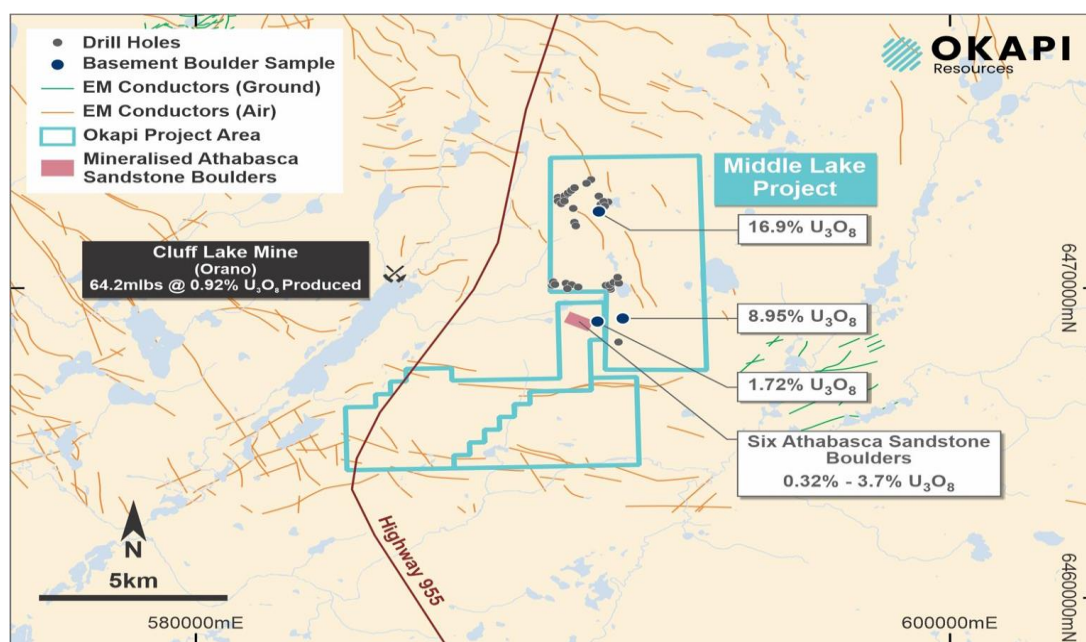 Drill Holes
Basement Boulder Sample
EM Conductors (Ground)
EM Conductors (Air)
Okapi Project Area
Mineralised Athabasca
Sandstone Boulders
OKAPI
Resources
Middle Lake
Project
16.9% U₃O₈
Cluff Lake Mine
(Orano)
64.2mlbs @ 0.92% U₃O₈ Produced
6470000mN
8.95% U₃O₈
1.72% U₃O₈
Six Athabasca Sandstone
Boulders
0.32% - 3.7% U₃O₈
Highway 955
N
5km
6460000mN
580000mE
600000mE